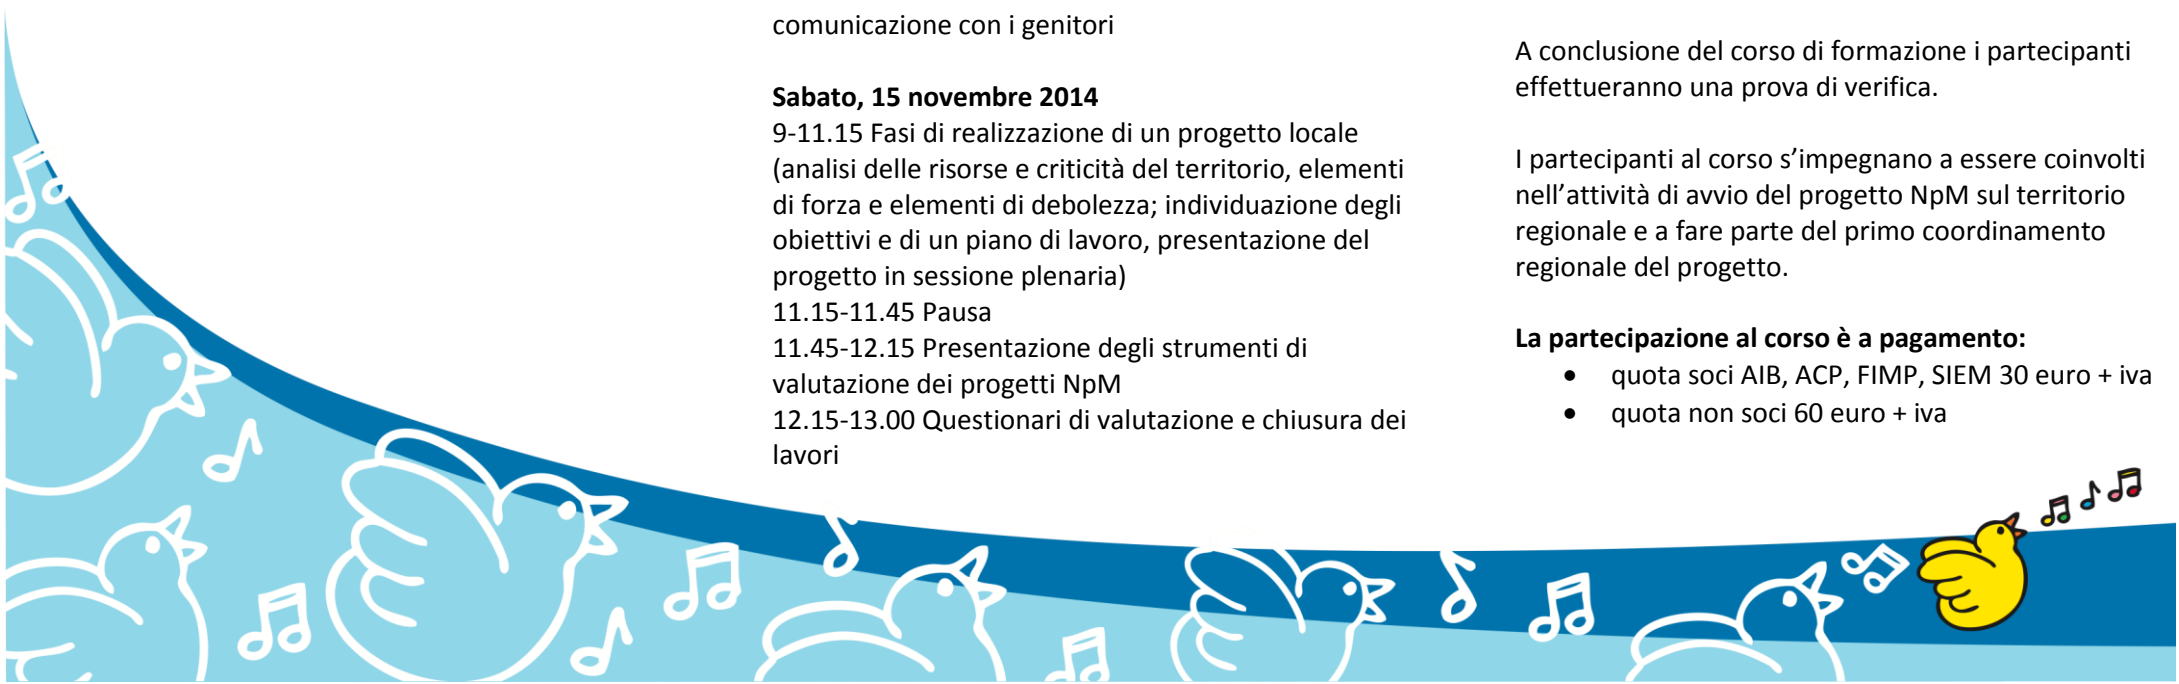 comunicazione con i genitori
Sabato, 15 novembre 2014
9-11.15 Fasi di realizzazione di un progetto locale
(analisi delle risorse e criticità del territorio, elementi
di forza e elementi di debolezza; individuazione degli
obiettivi e di un piano di lavoro, presentazione del
progetto in sessione plenaria)
11.15-11.45 Pausa
11.45-12.15 Presentazione degli strumenti di
valutazione dei progetti NpM
12.15-13.00 Questionari di valutazione e chiusura dei
lavori
A conclusione del corso di formazione i partecipanti
effettueranno una prova di verifica.
I partecipanti al corso s’impegnano a essere coinvolti
nell’attività di avvio del progetto NpM sul territorio
regionale e a fare parte del primo coordinamento
regionale del progetto.
La partecipazione al corso è a pagamento:
• quota soci AIB, ACP, FIMP, SIEM 30 euro + iva
• quota non soci 60 euro + iva